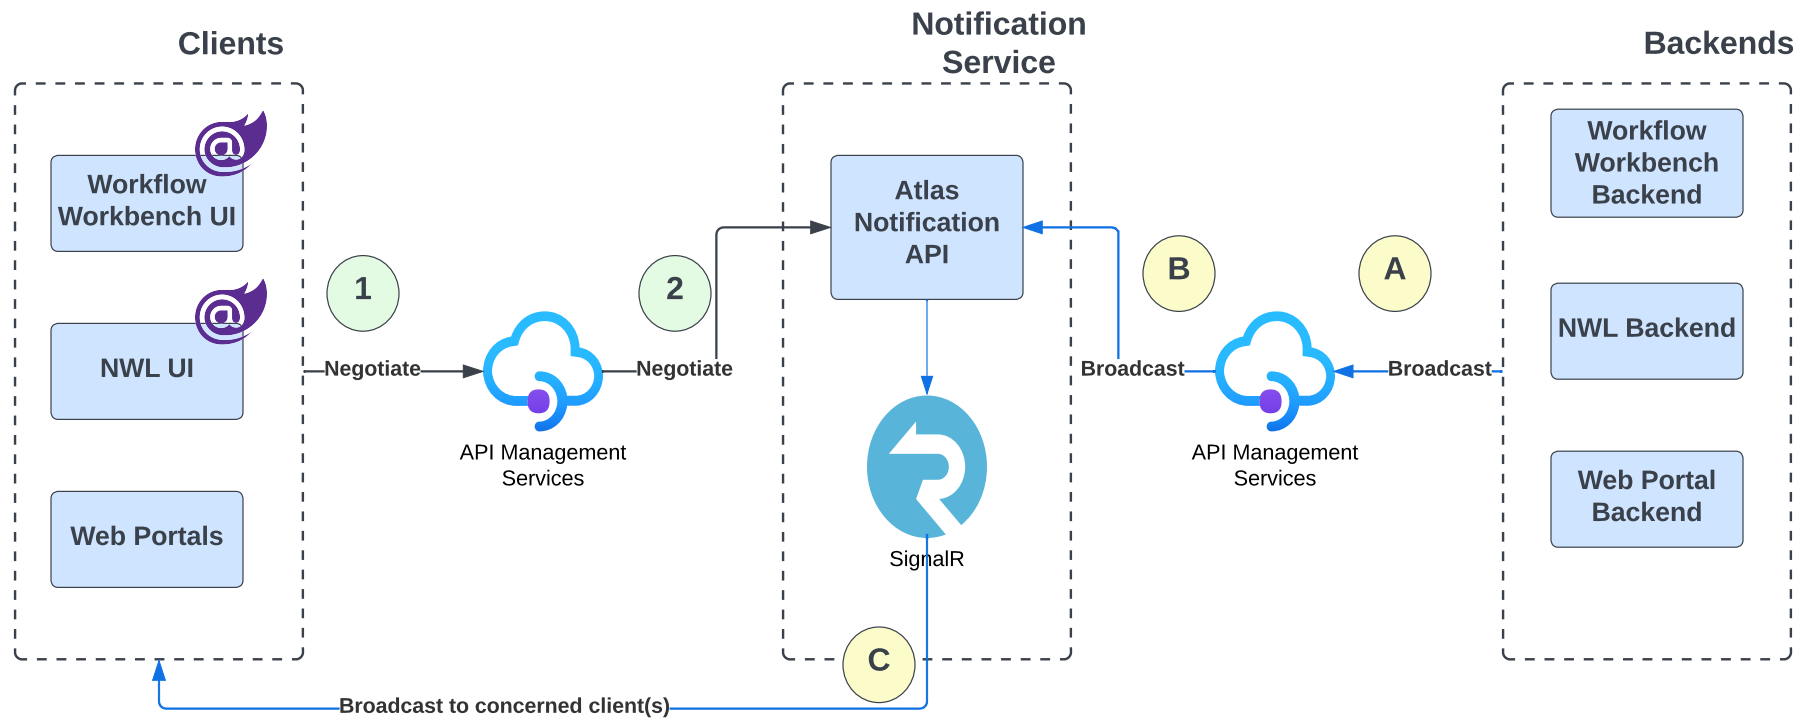 Clients
Notification
Service
Backends
Workflow
Workbench UI
NWL UI
Web Portals
1
Negotiate
API Management
Services
2
Negotiate
Atlas
Notification
API
SignalR
B
Broadcast
A
API Management
Services
Broadcast
Workflow
Workbench
Backend
NWL Backend
Web Portal
Backend
C
Broadcast to concerned client(s)